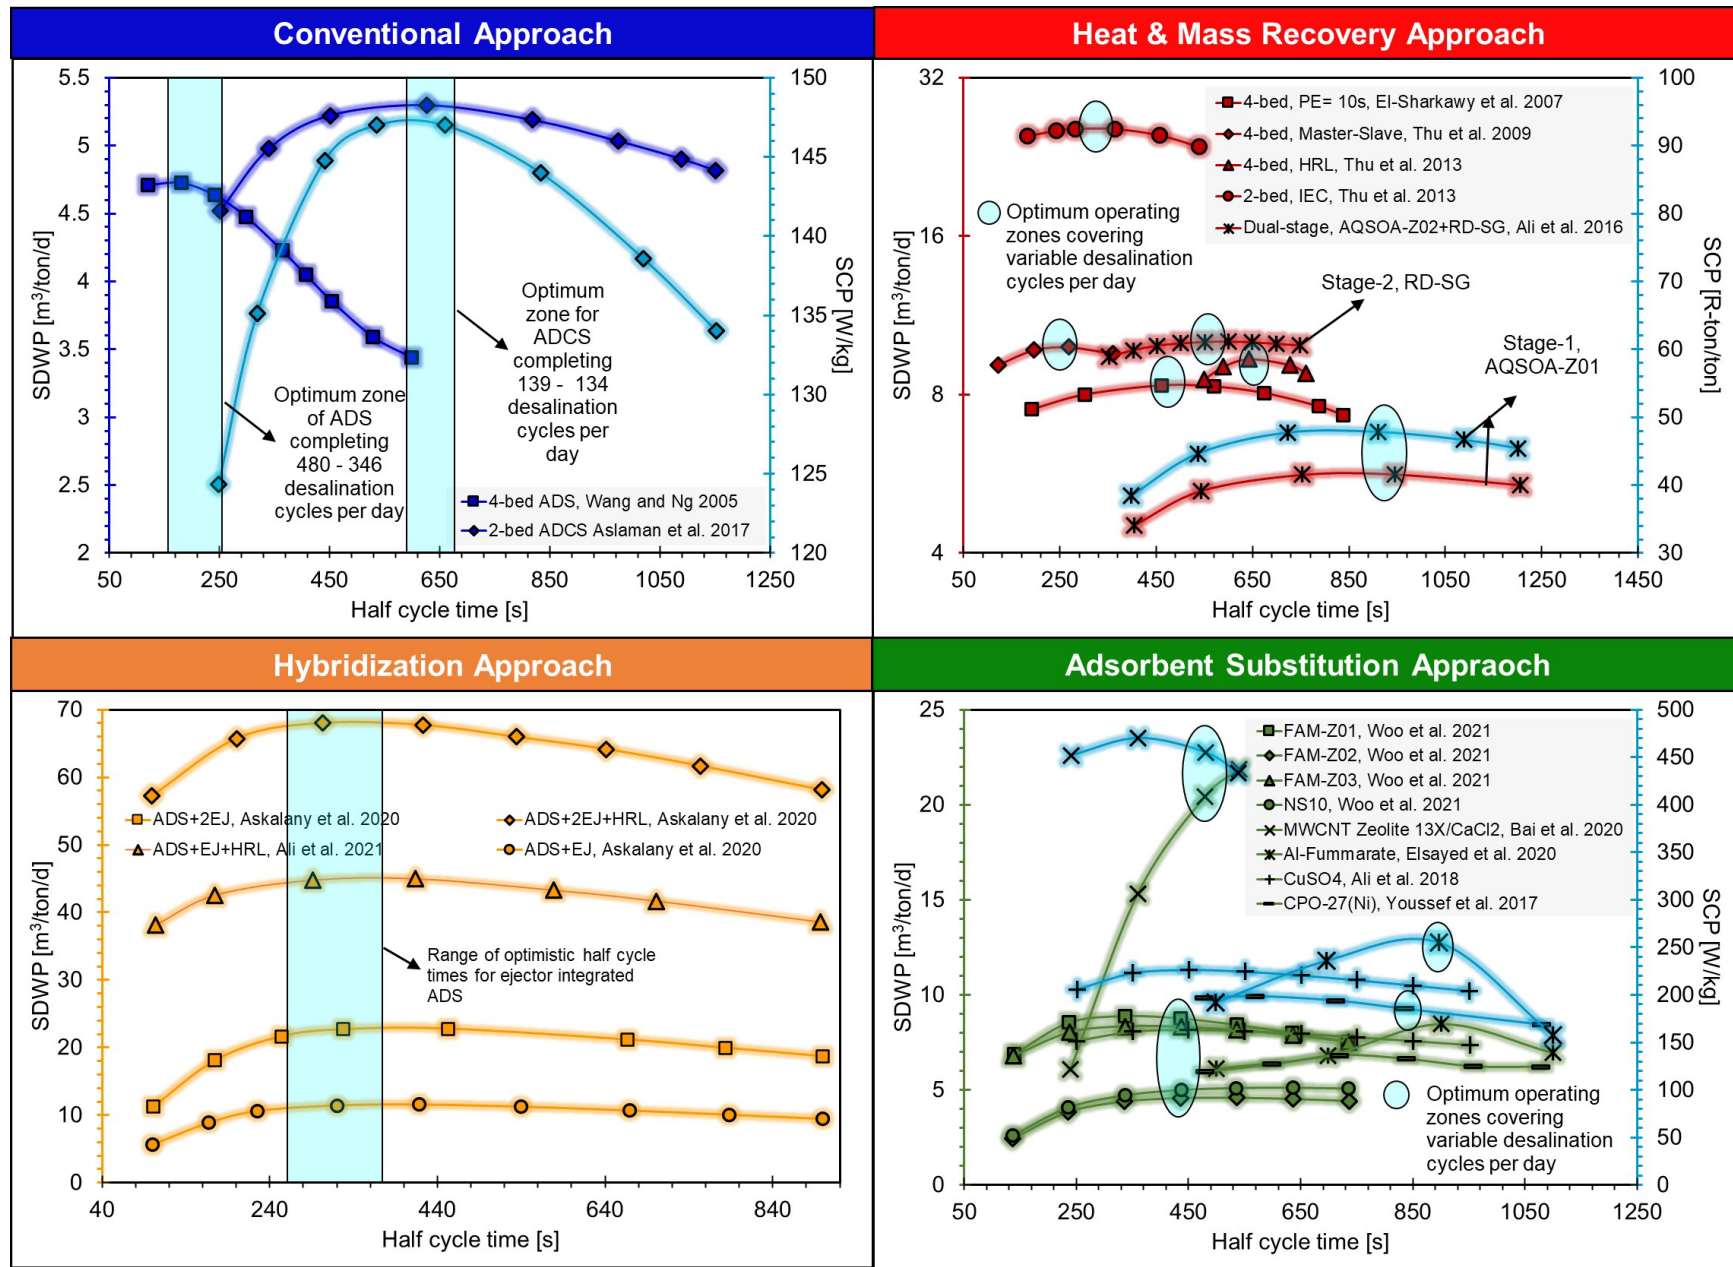 Conventional Approach
5.5
5
4.5
4
3.5
3
2.5
2
SDWP [m³/ton/d]
150
145
140
135
130
125
120
SCP [W/kg]
Optimum zone
of ADS
completing
480 - 346
desalination
cycles per day
Optimum
zone for
ADCS
completing
139 - 134
desalination
cycles per
day
4-bed ADS, Wang and Ng 2005
2-bed ADCS Aslaman et al. 2017
50
250
450
650
850
1050
1250
Half cycle time [s]
Heat & Mass Recovery Approach
32
16
8
4
SDWP [m³/ton/d]
100
90
80
70
60
50
40
30
SCP [R-ton/ton]
4-bed, PE= 10s, El-Sharkawy et al. 2007
4-bed, Master-Slave, Thu et al. 2009
4-bed, HRL, Thu et al. 2013
2-bed, IEC, Thu et al. 2013
Dual-stage, AQSOA-Z02+RD-SG, Ali et al. 2016
Optimum operating
zones covering
variable desalination
cycles per day
Stage-2, RD-SG
Stage-1,
AQSOA-Z01
50
250
450
650
850
1050
1250
1450
Half cycle time [s]
Hybridization Approach
70
60
50
40
30
20
10
0
SDWP [m³/ton/d]
ADS+2EJ, Askalany et al. 2020
ADS+2EJ+HRL, Askalany et al. 2020
ADS+EJ+HRL, Ali et al. 2021
ADS+EJ, Askalany et al. 2020
Range of optimistic half cycle
times for ejector integrated
ADS
40
240
440
640
840
Half cycle time [s]
Adsorbent Substitution Appraoch
25
20
15
10
5
0
SDWP [m³/ton/d]
500
450
400
350
300
250
200
150
100
50
0
SCP [W/kg]
FAM-Z01, Woo et al. 2021
FAM-Z02, Woo et al. 2021
FAM-Z03, Woo et al. 2021
NS10, Woo et al. 2021
MWCNT Zeolite 13X/CaCl2, Bai et al. 2020
Al-Fummarate, Elsayed et al. 2020
CuSO4, Ali et al. 2018
CPO-27(Ni), Youssef et al. 2017
Optimum operating
zones covering
variable desalination
cycles per day
50
250
450
650
850
1050
1250
Half cycle time [s]